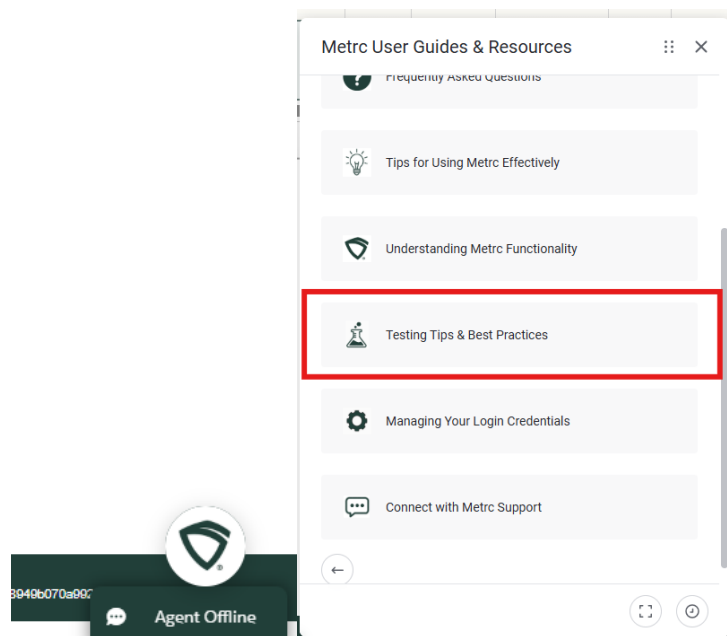 Metrc User Guides & Resources
Frequently Asked Questions
Tips for Using Metrc Effectively
Understanding Metrc Functionality
Testing Tips & Best Practices
Managing Your Login Credentials
Connect with Metrc Support
Agent Offline